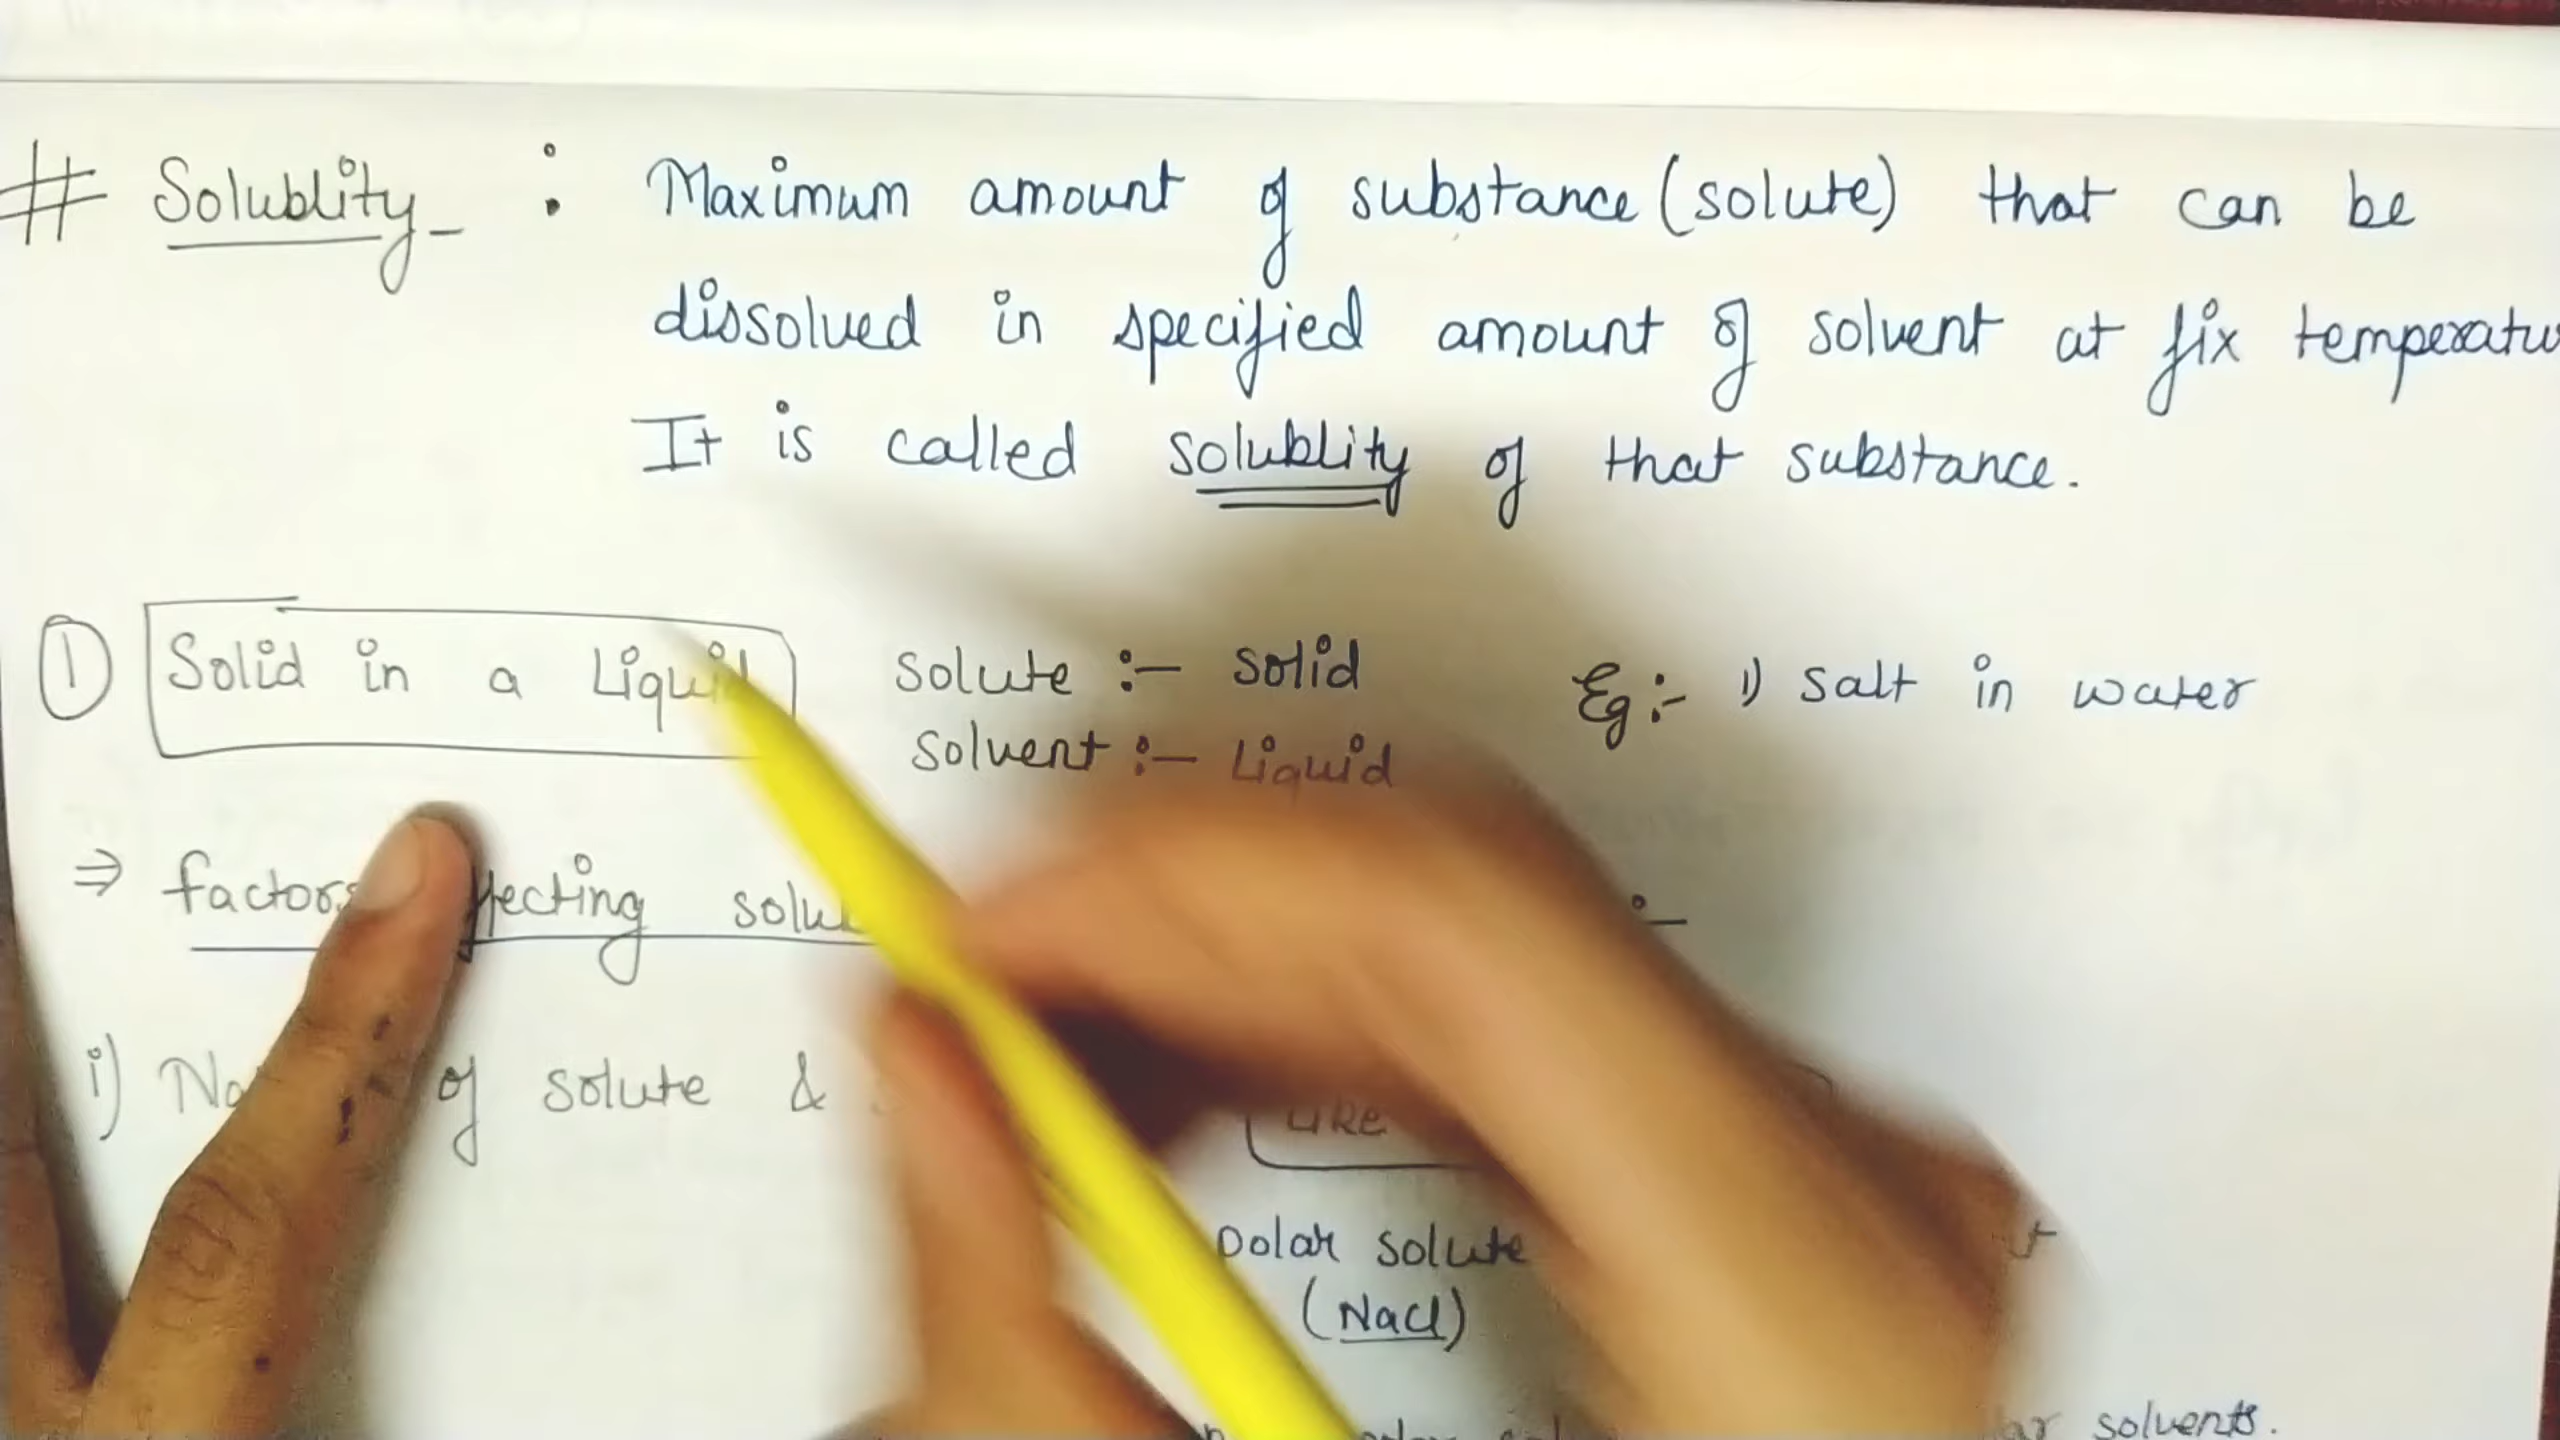 # Solublity : Maximum amount of substance (solute) that can be
dissolved in specified amount of solvent at fix temperatu
It is called solublity of that substance.
① Solid in a Liquid Solute :- Solid Eg:- 1) Salt in water
Solvent :- Liquid
⇒ factors ffecting solu :-
i) Na of solute & Like
polar solute
(NaCl)
solvents.